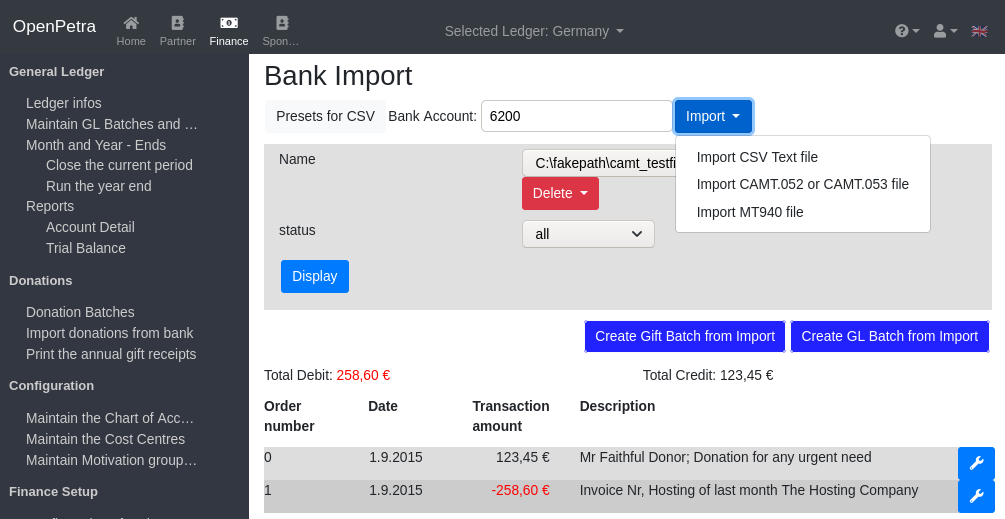 OpenPetra
Home
Partner
Finance
Spon…
Selected Ledger: Germany
General Ledger
Ledger infos
Maintain GL Batches and …
Month and Year - Ends
Close the current period
Run the year end
Reports
Account Detail
Trial Balance
Donations
Donation Batches
Import donations from bank
Print the annual gift receipts
Configuration
Maintain the Chart of Acc…
Maintain the Cost Centres
Maintain Motivation group…
Finance Setup
Bank Import
Presets for CSV
Bank Account:
6200
Import
Import CSV Text file
Import CAMT.052 or CAMT.053 file
Import MT940 file
Name
C:\fakepath\camt_testfi
Delete
status
all
Display
Create Gift Batch from Import
Create GL Batch from Import
Total Debit: 258,60 €
Total Credit: 123,45 €
Order number
Date
Transaction amount
Description
0 1.9.2015 123,45 € Mr Faithful Donor; Donation for any urgent need
1 1.9.2015 -258,60 € Invoice Nr, Hosting of last month The Hosting Company